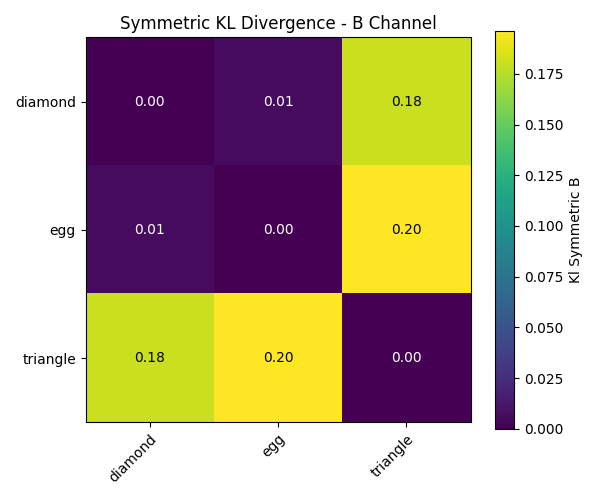 Symmetric KL Divergence - B Channel
diamond
0.00
0.01
0.18
egg
0.01
0.00
0.20
triangle
0.18
0.20
0.00
diamond
egg
triangle
0.175
0.150
0.125
0.100
0.075
0.050
0.025
0.000
Kl Symmetric B